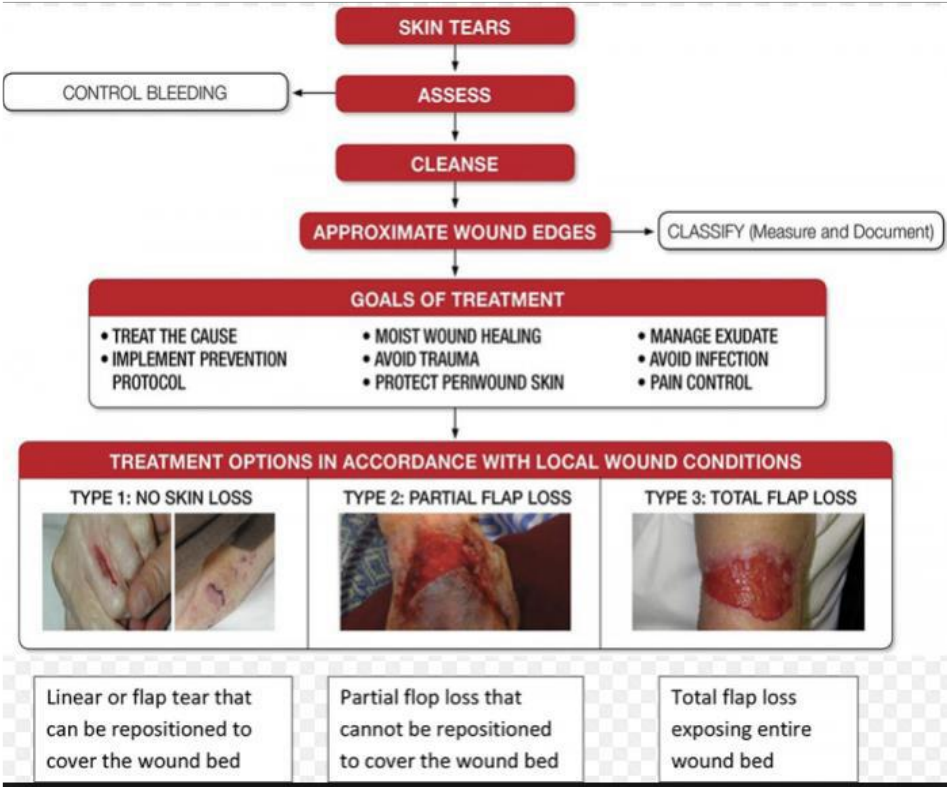 SKIN TEARS
CONTROL BLEEDING
ASSESS
CLEANSE
APPROXIMATE WOUND EDGES
CLASSIFY (Measure and Document)
GOALS OF TREATMENT
• TREAT THE CAUSE
• IMPLEMENT PREVENTION
PROTOCOL
• MOIST WOUND HEALING
• AVOID TRAUMA
• PROTECT PERIWOUND SKIN
• MANAGE EXUDATE
• AVOID INFECTION
• PAIN CONTROL
TREATMENT OPTIONS IN ACCORDANCE WITH LOCAL WOUND CONDITIONS
TYPE 1: NO SKIN LOSS
TYPE 2: PARTIAL FLAP LOSS
TYPE 3: TOTAL FLAP LOSS
Linear or flap tear that
can be repositioned to
cover the wound bed
Partial flop loss that
cannot be repositioned
to cover the wound bed
Total flap loss
exposing entire
wound bed